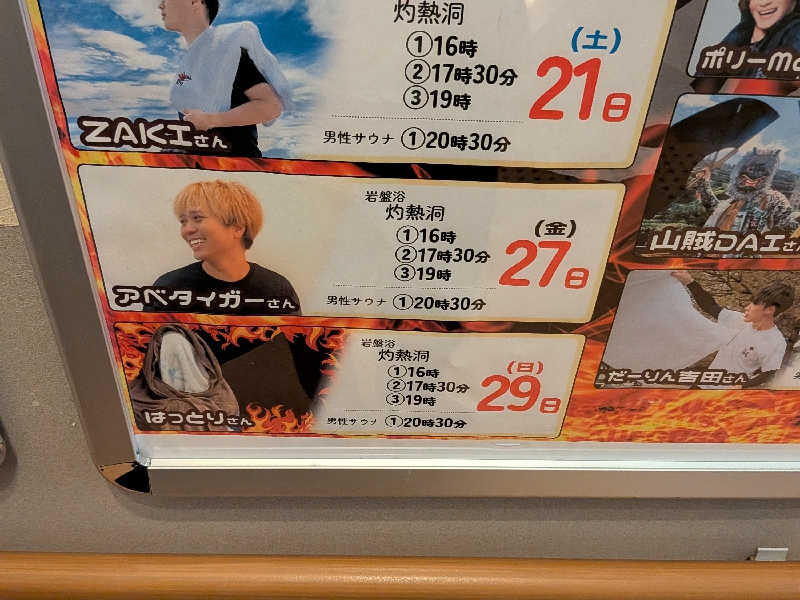 灼熱洞
①16時
②17時30分
③19時
(土)
21日
男性サウナ ①20時30分
ZAKIさん
岩盤浴
灼熱洞
①16時
②17時30分
③19時
(金)
27日
男性サウナ ①20時30分
アベタイガーさん
岩盤浴
灼熱洞
①16時
②17時30分
③19時
(日)
29日
男性サウナ ①20時30分
はっとりさん
ポリー
山賊DAIさん
だーりん吉田さん